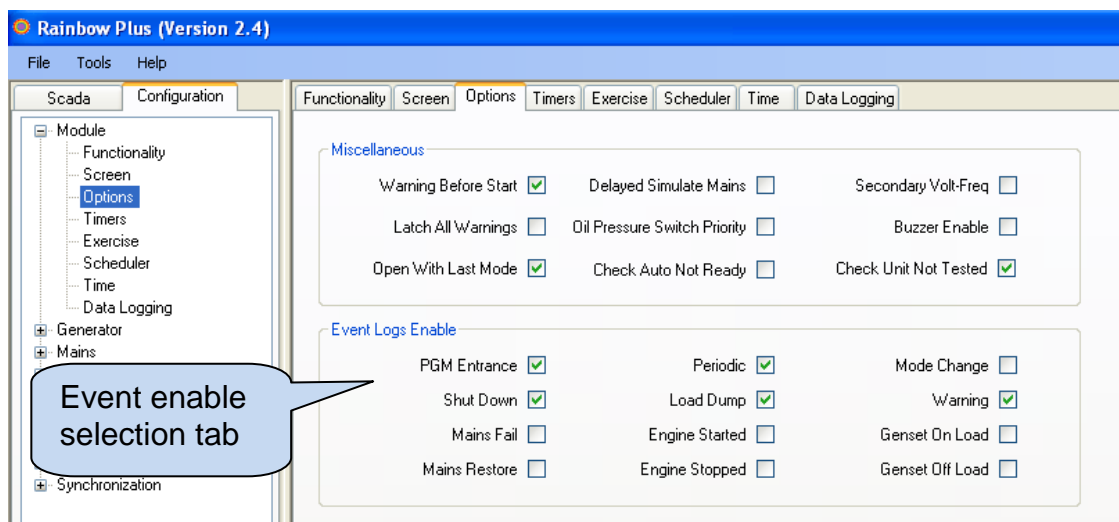 Rainbow Plus (Version 2.4)
File Tools Help
Scada Configuration
Functionality Screen Options Timers Exercise Scheduler Time Data Logging
Module
Functionality
Screen
Options
Timers
Exercise
Scheduler
Time
Data Logging
Generator
Mains
Synchronization
Miscellaneous
Warning Before Start Delayed Simulate Mains Secondary Volt-Freq
Latch All Warnings Oil Pressure Switch Priority Buzzer Enable
Open With Last Mode Check Auto Not Ready Check Unit Not Tested
Event Logs Enable
PGM Entrance Periodic Mode Change
Shut Down Load Dump Warning
Mains Fail Engine Started Genset On Load
Mains Restore Engine Stopped Genset Off Load
Event enable
selection tab